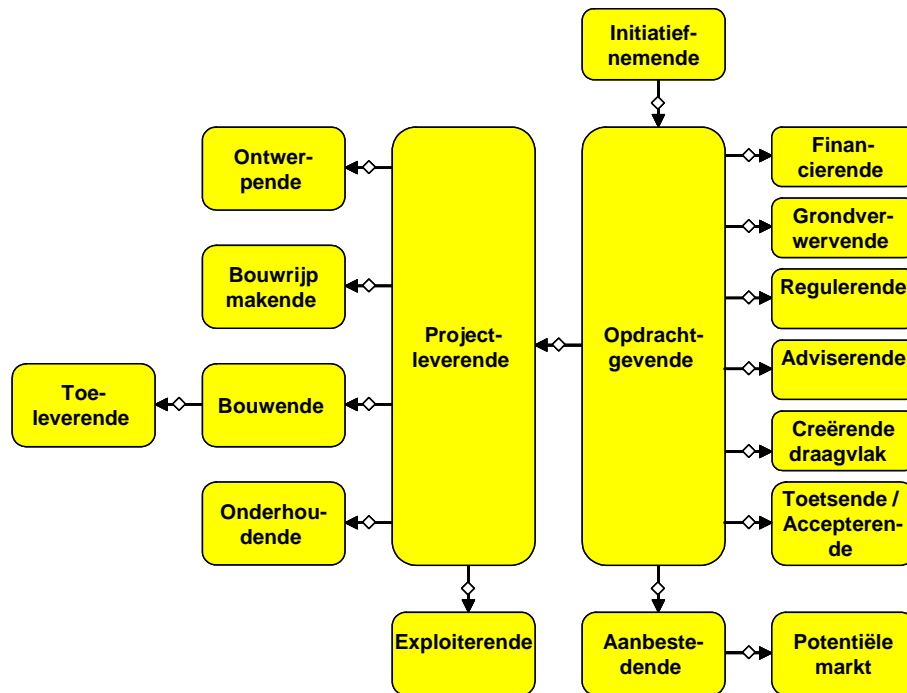 Initiatief-
nemende
Ontwer-
pende
Bouwrijp
makende
Project-
leverende
Opdracht-
gevende
Finan-
cierende
Grondver-
wervende
Regulerende
Adviserende
Creërende
draagvlak
Toetsende /
Accepteren-
de
Toe-
leverende
Bouwende
Onderhou-
dende
Exploiterende
Aanbeste-
dende
Potentiële
markt